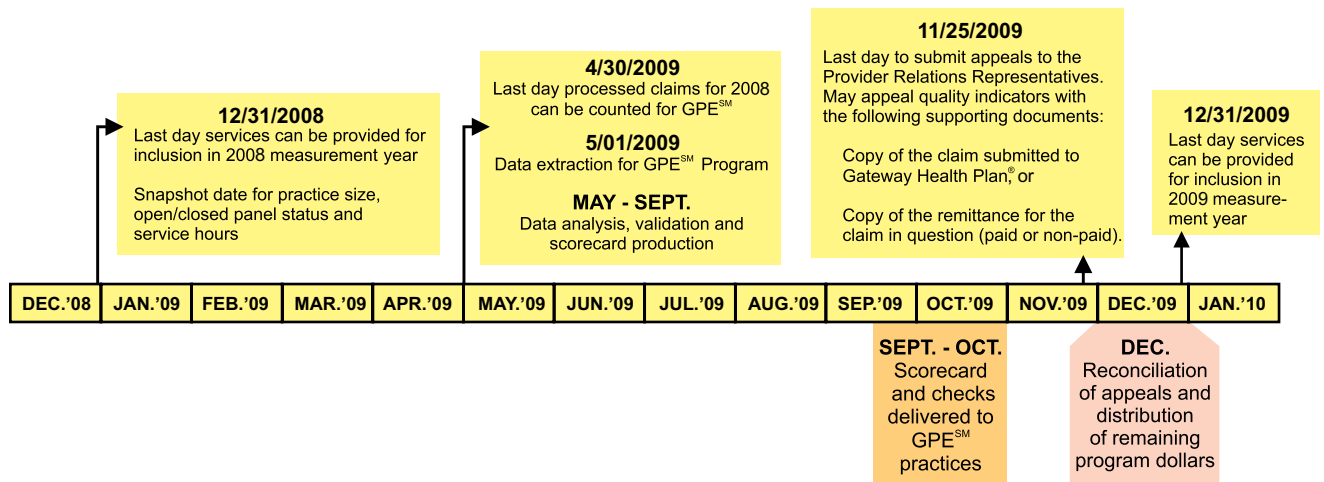 12/31/2008
Last day services can be provided for
inclusion in 2008 measurement year
Snapshot date for practice size,
open/closed panel status and
service hours
4/30/2009
Last day processed claims for 2008
can be counted for GPE℠
5/01/2009
Data extraction for GPE℠ Program
MAY - SEPT.
Data analysis, validation and
scorecard production
11/25/2009
Last day to submit appeals to the
Provider Relations Representatives.
May appeal quality indicators with
the following supporting documents:
Copy of the claim submitted to
Gateway Health Plan,® or
Copy of the remittance for the
claim in question (paid or non-paid).
12/31/2009
Last day services
can be provided
for inclusion in
2009 measure-
ment year
DEC.’08 JAN.’09 FEB.’09 MAR.’09 APR.’09 MAY.’09 JUN.’09 JUL.’09 AUG.’09 SEP.’09 OCT.’09 NOV.’09 DEC.’09 JAN.’10
SEPT. - OCT.
Scorecard
and checks
delivered to
GPE℠
practices
DEC.
Reconciliation
of appeals and
distribution
of remaining
program dollars